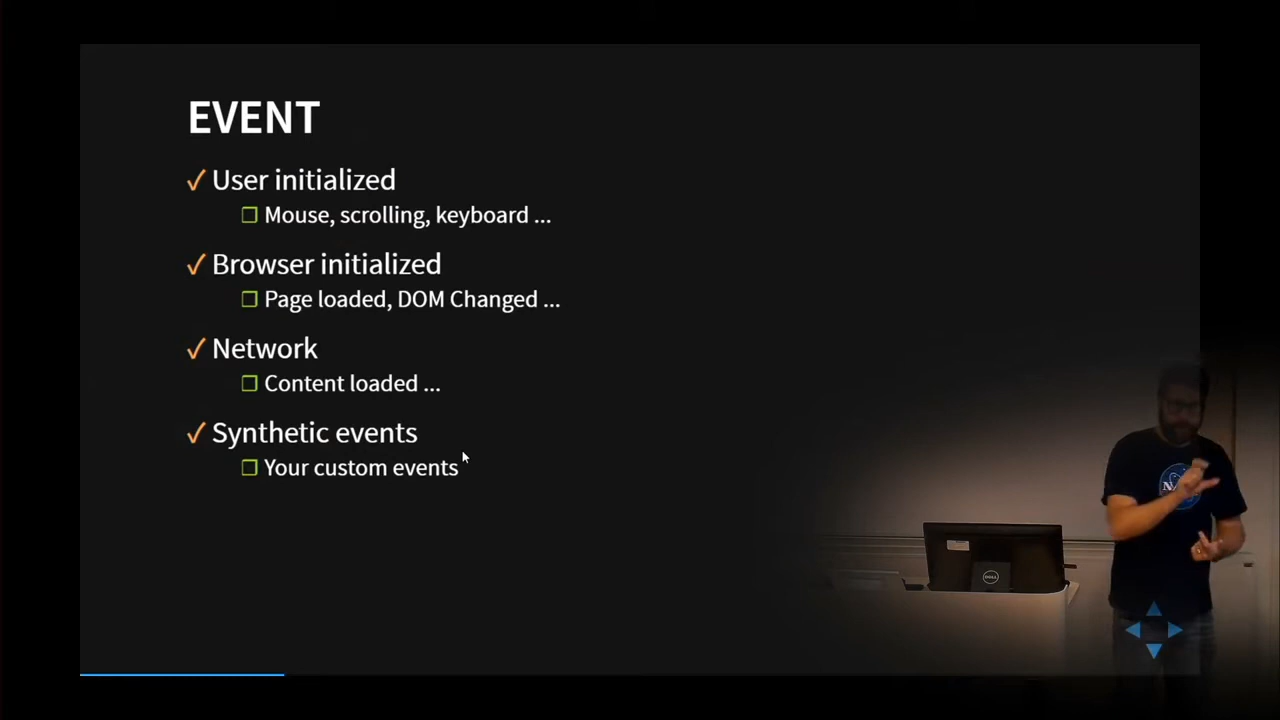 EVENT
✓ User initialized
❐ Mouse, scrolling, keyboard ...
✓ Browser initialized
❐ Page loaded, DOM Changed ...
✓ Network
❐ Content loaded ...
✓ Synthetic events
❐ Your custom events
DELL